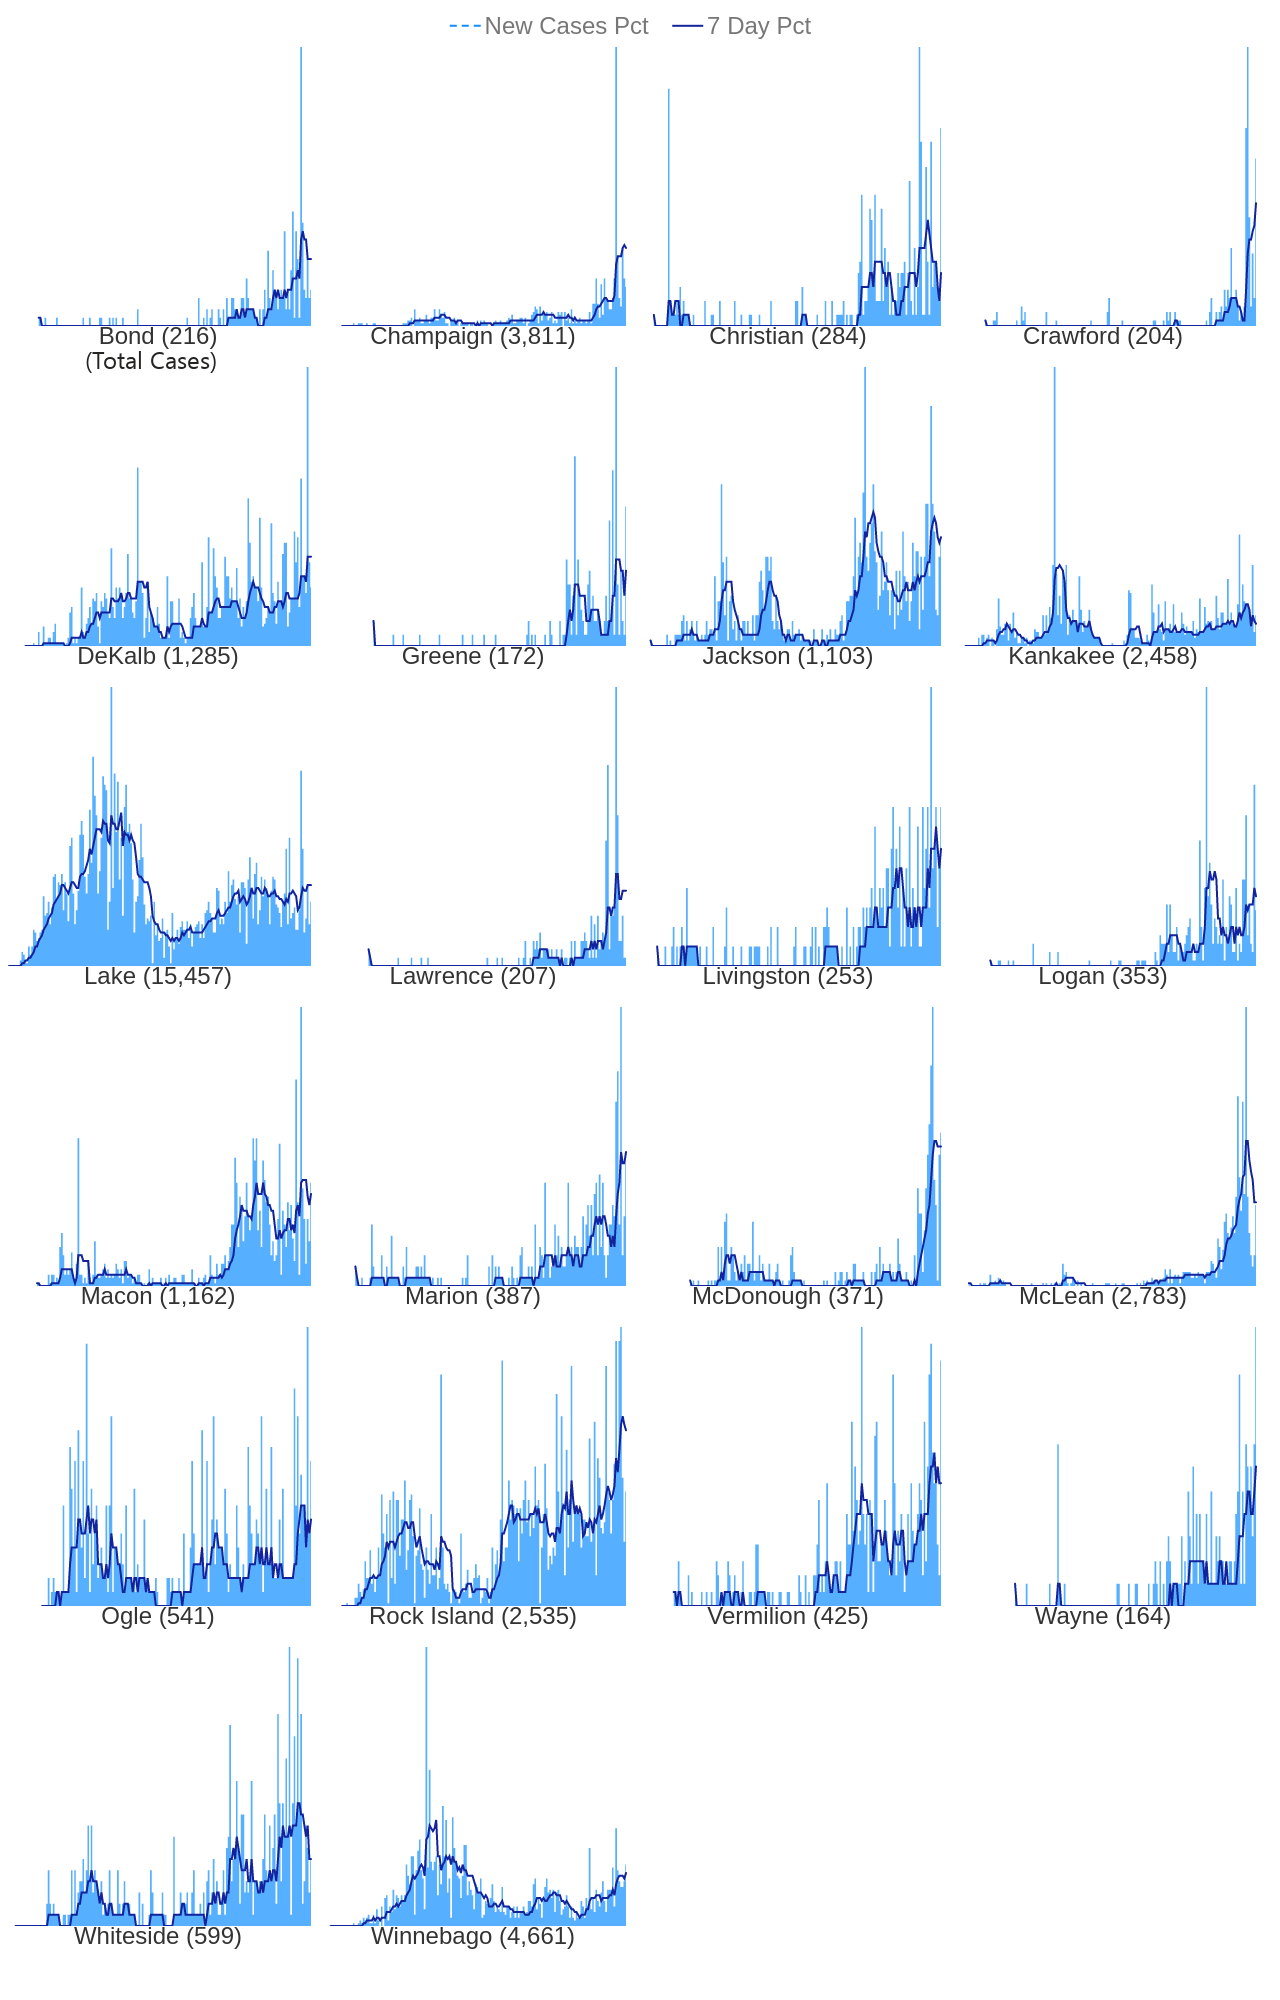 New Cases Pct 7 Day Pct
Bond (216) Champaign (3,811) Christian (284) Crawford (204)
(Total Cases)
DeKalb (1,285) Greene (172) Jackson (1,103) Kankakee (2,458)
Lake (15,457) Lawrence (207) Livingston (253) Logan (353)
Macon (1,162) Marion (387) McDonough (371) McLean (2,783)
Ogle (541) Rock Island (2,535) Vermilion (425) Wayne (164)
Whiteside (599) Winnebago (4,661)